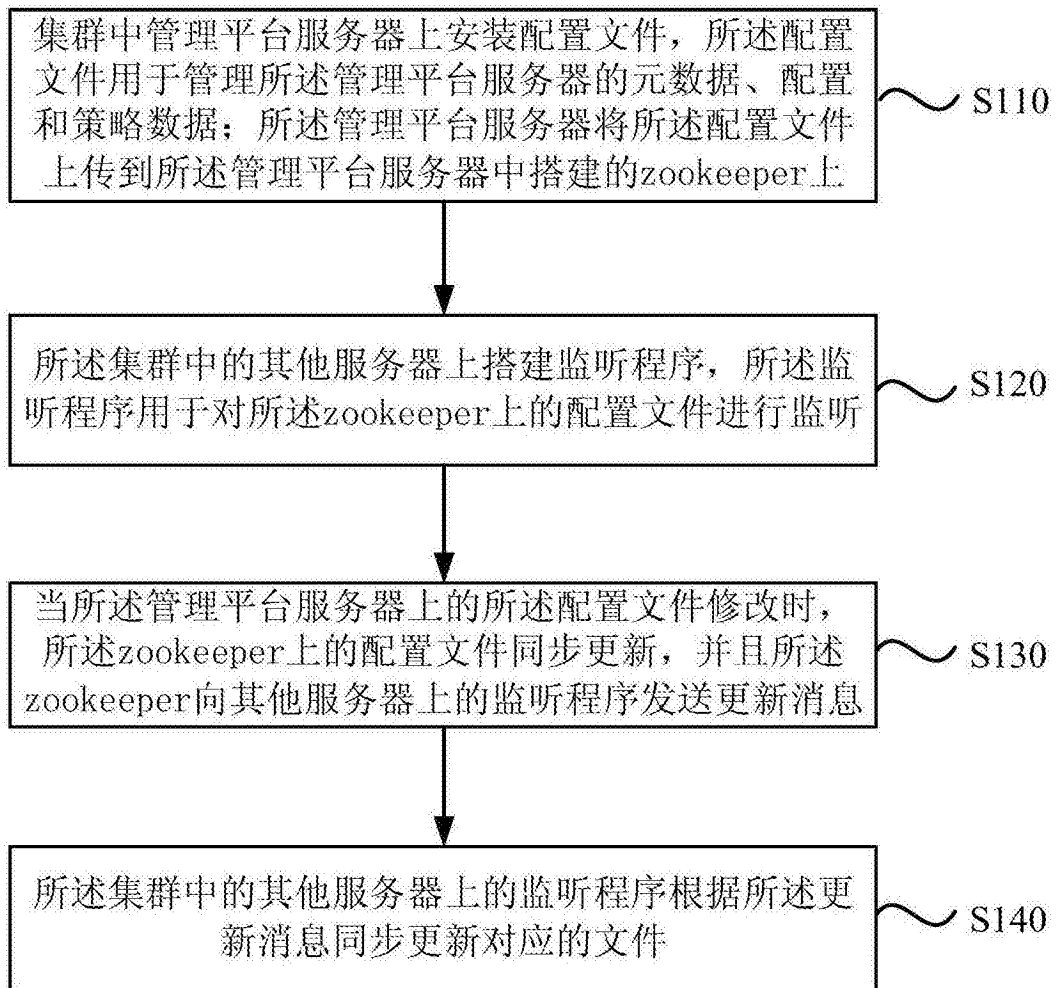 集群中管理平台服务器上安装配置文件，所述配置
文件用于管理所述管理平台服务器的元数据、配置
和策略数据；所述管理平台服务器将所述配置文件
上传到所述管理平台服务器中搭建的zookeeper上
S110
所述集群中的其他服务器上搭建监听程序，所述监
听程序用于对所述zookeeper上的配置文件进行监听
S120
当所述管理平台服务器上的所述配置文件修改时，
所述zookeeper上的配置文件同步更新，并且所述
zookeeper向其他服务器上的监听程序发送更新消息
S130
所述集群中的其他服务器上的监听程序根据所述更
新消息同步更新对应的文件
S140